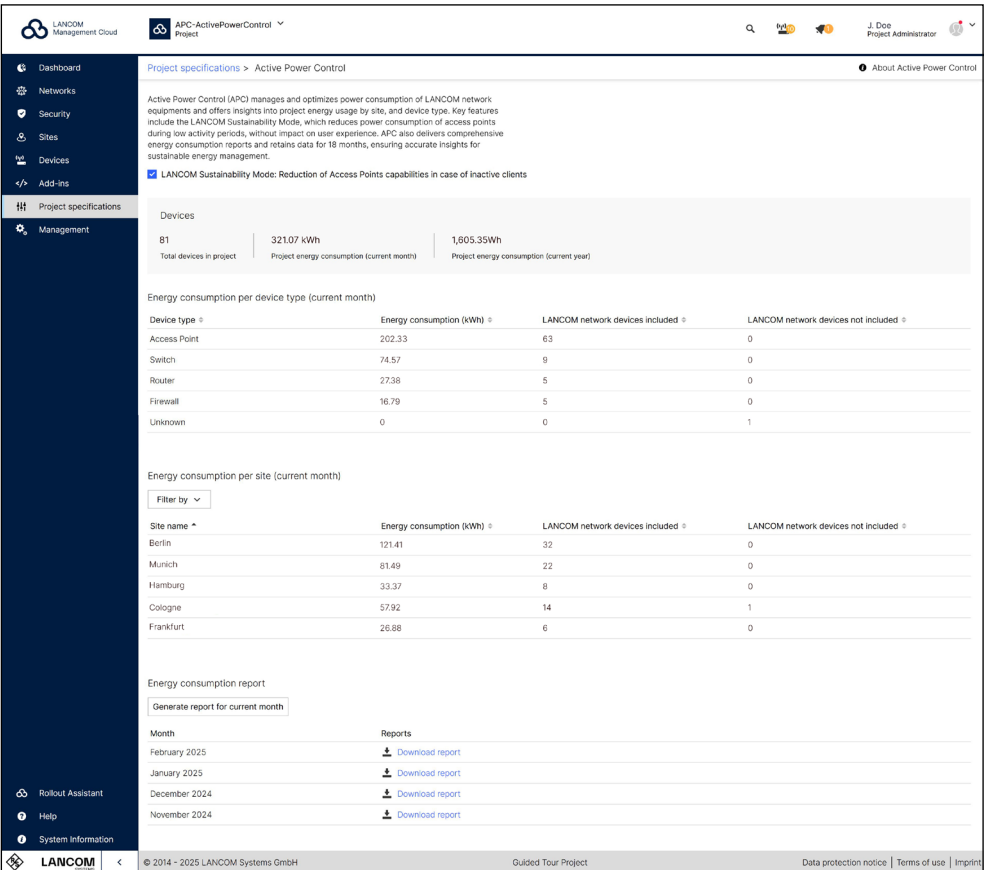 LANCOM
Management Cloud
APC-ActivePowerControl
Project
J. Doe
Project Administrator
Dashboard
Networks
Security
Sites
Devices
Add-ins
Project specifications
Management
Rollout Assistant
Help
System Information
LANCOM
SYSTEMS
Project specifications > Active Power Control
About Active Power Control
Active Power Control (APC) manages and optimizes power consumption of LANCOM network
equipments and offers insights into project energy usage by site, and device type. Key features
include the LANCOM Sustainability Mode, which reduces power consumption of access points
during low activity periods, without impact on user experience. APC also delivers comprehensive
energy consumption reports and retains data for 18 months, ensuring accurate insights for
sustainable energy management.
LANCOM Sustainability Mode: Reduction of Access Points capabilities in case of inactive clients
Devices
81 321.07 kWh 1,605.35Wh
Total devices in project Project energy consumption (current month) Project energy consumption (current year)
Energy consumption per device type (current month)
Device type Energy consumption (kWh) LANCOM network devices included LANCOM network devices not included
Access Point 202.33 63 0
Switch 74.57 9 0
Router 27.38 5 0
Firewall 16.79 5 0
Unknown 0 0 1
Energy consumption per site (current month)
Filter by
Site name Energy consumption (kWh) LANCOM network devices included LANCOM network devices not included
Berlin 121.41 32 0
Munich 81.49 22 0
Hamburg 33.37 8 0
Cologne 57.92 14 1
Frankfurt 26.88 6 0
Energy consumption report
Generate report for current month
Month Reports
February 2025 Download report
January 2025 Download report
December 2024 Download report
November 2024 Download report
© 2014 - 2025 LANCOM Systems GmbH Guided Tour Project Data protection notice | Terms of use | Imprint